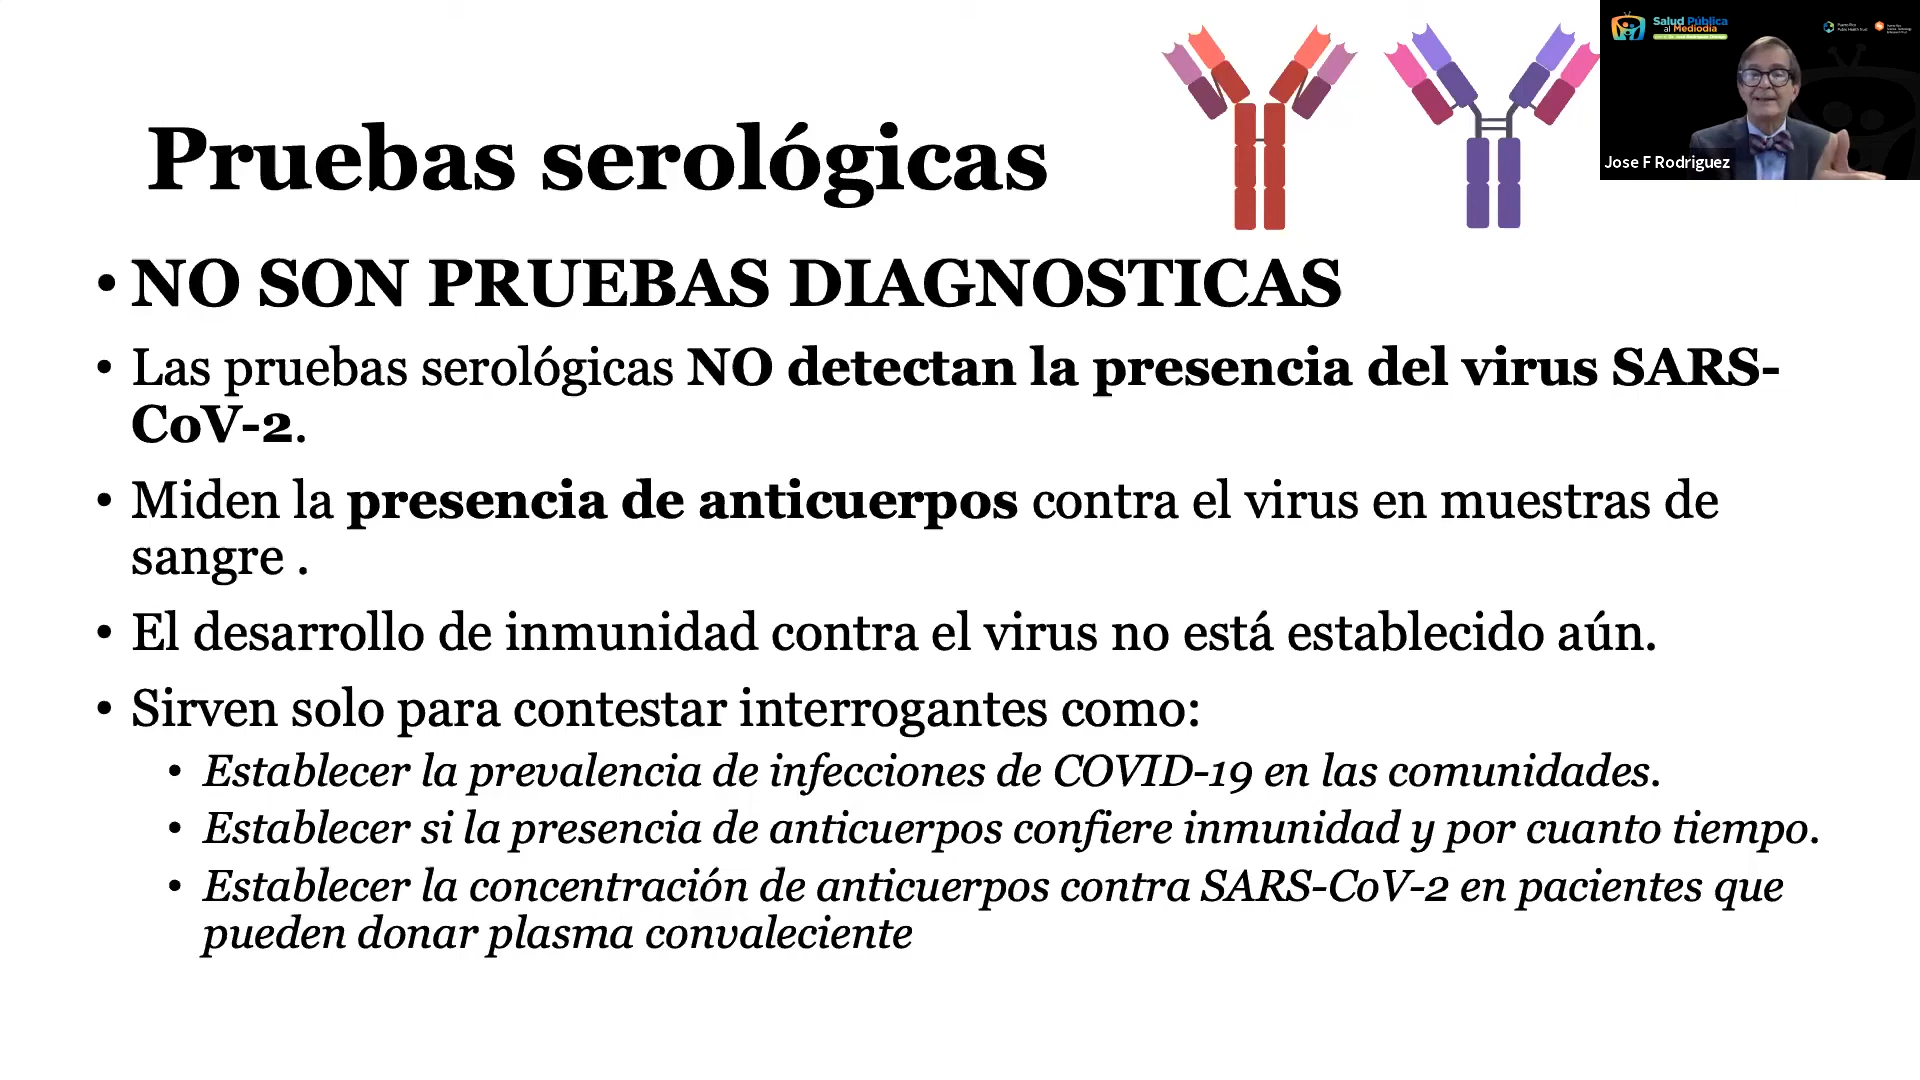 Salud Pública
al Mediodía
Jose F Rodriguez
Pruebas serológicas
• NO SON PRUEBAS DIAGNOSTICAS
• Las pruebas serológicas NO detectan la presencia del virus SARS-
CoV-2.
• Miden la presencia de anticuerpos contra el virus en muestras de
sangre .
• El desarrollo de inmunidad contra el virus no está establecido aún.
• Sirven solo para contestar interrogantes como:
• Establecer la prevalencia de infecciones de COVID-19 en las comunidades.
• Establecer si la presencia de anticuerpos confiere inmunidad y por cuanto tiempo.
• Establecer la concentración de anticuerpos contra SARS-CoV-2 en pacientes que
pueden donar plasma convaleciente